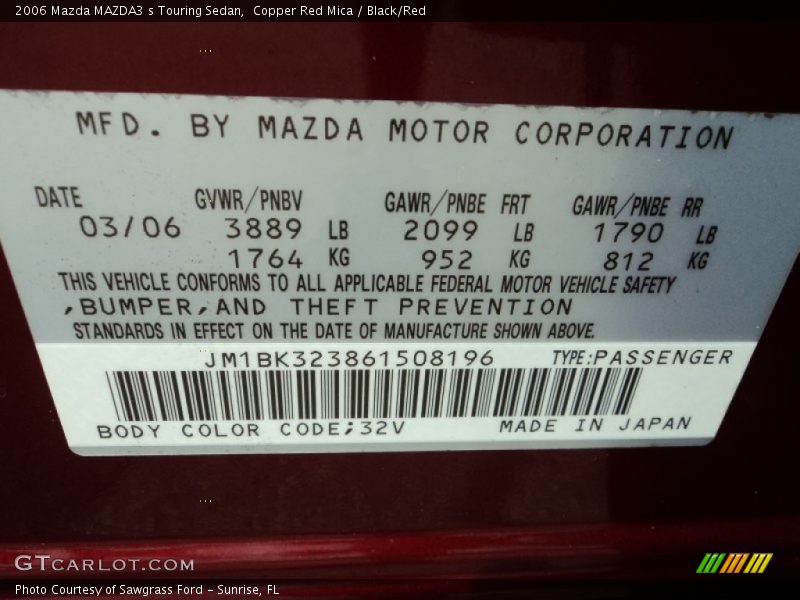 2006 Mazda MAZDA3 s Touring Sedan,  Copper Red Mica / Black/Red
MFD. BY MAZDA MOTOR CORPORATION
DATE GVWR/PNBV GAWR/PNBE FRT GAWR/PNBE RR
03/06 3889 LB 2099 LB 1790 LB
1764 KG 952 KG 812 KG
THIS VEHICLE CONFORMS TO ALL APPLICABLE FEDERAL MOTOR VEHICLE SAFETY
,BUMPER,AND THEFT PREVENTION
STANDARDS IN EFFECT ON THE DATE OF MANUFACTURE SHOWN ABOVE.
JM1BK323861508196 TYPE:PASSENGER
BODY COLOR CODE;32V MADE IN JAPAN
GTCARLOT.COM
Photo Courtesy of Sawgrass Ford - Sunrise, FL